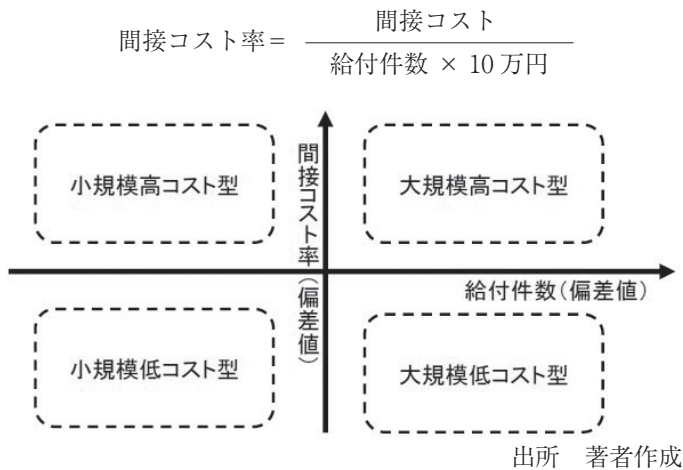 間接コスト率= 間接コスト
給付件数 × 10万円
小規模高コスト型
間接コスト率(偏差値)
大規模高コスト型
給付件数(偏差値)
小規模低コスト型
大規模低コスト型
出所 著者作成